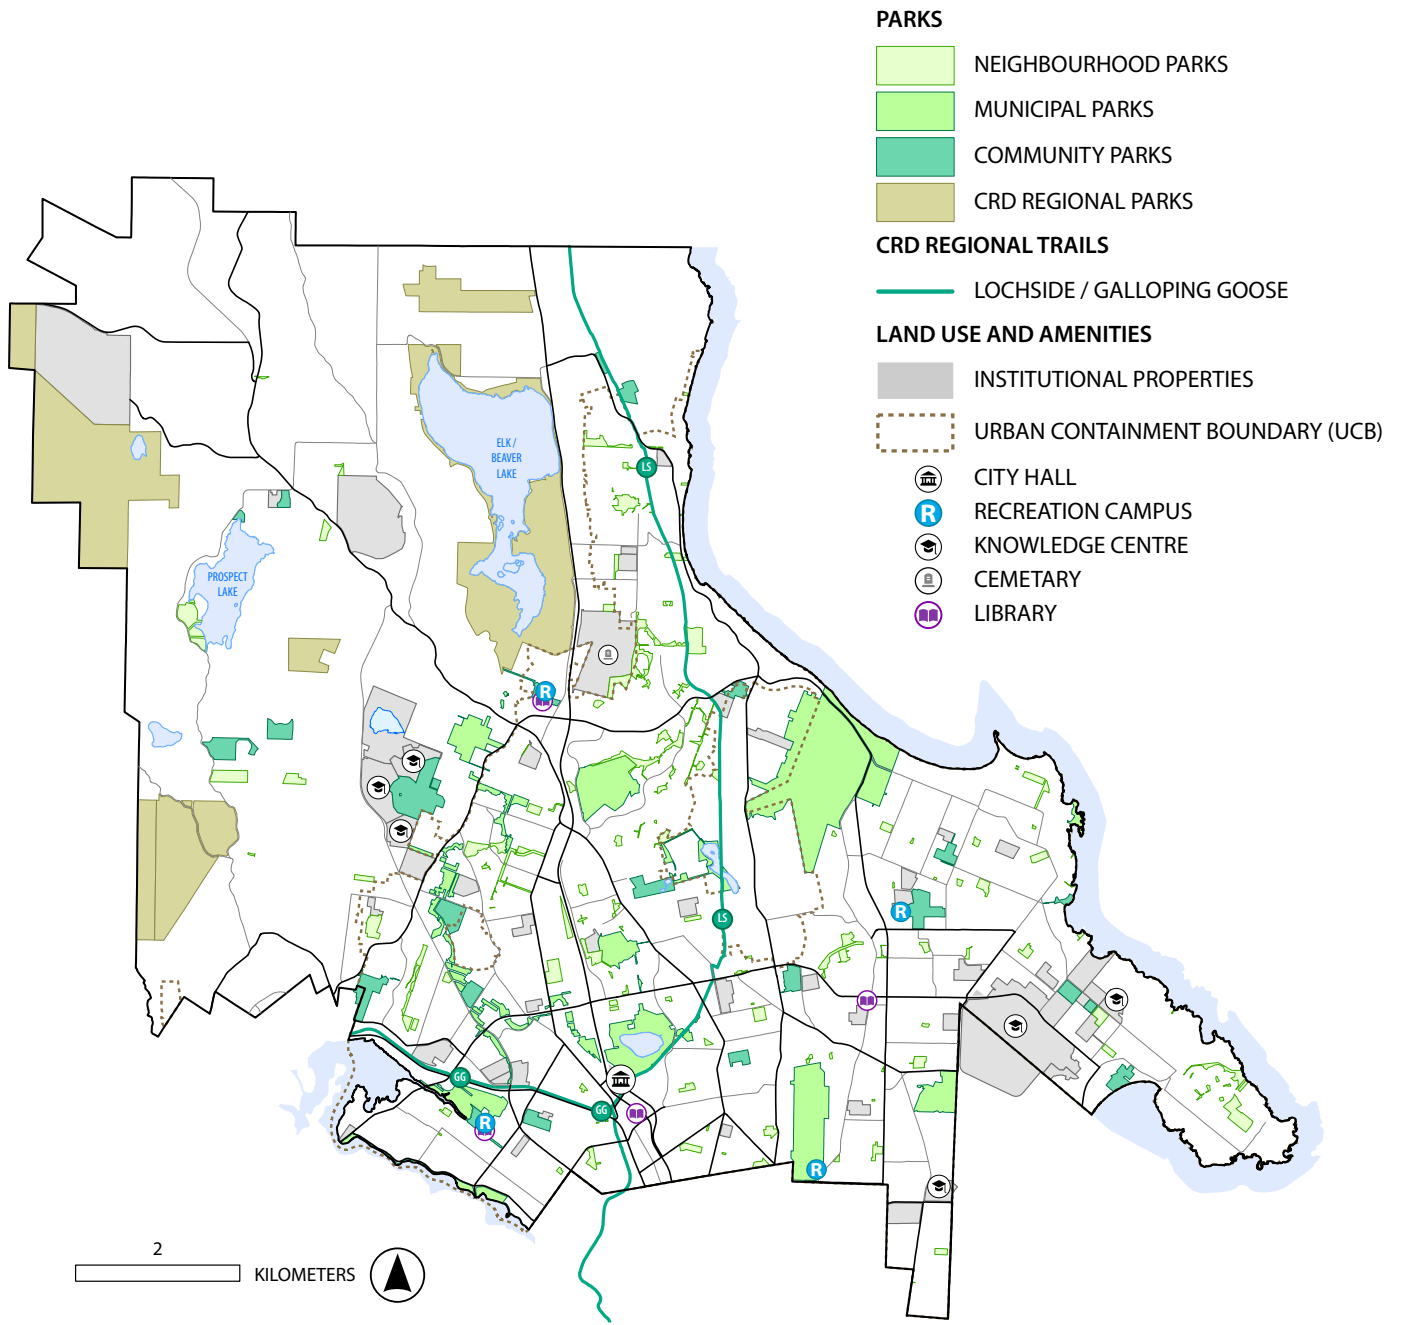 PARKS
NEIGHBOURHOOD PARKS
MUNICIPAL PARKS
COMMUNITY PARKS
CRD REGIONAL PARKS
CRD REGIONAL TRAILS
LOCHSIDE / GALLOPING GOOSE
LAND USE AND AMENITIES
INSTITUTIONAL PROPERTIES
URBAN CONTAINMENT BOUNDARY (UCB)
CITY HALL
R
RECREATION CAMPUS
KNOWLEDGE CENTRE
CEMETARY
LIBRARY
ELK /
BEAVER
LAKE
LS
PROSPECT
LAKE
R
LS
R
GG
GG
R
R
2
KILOMETERS